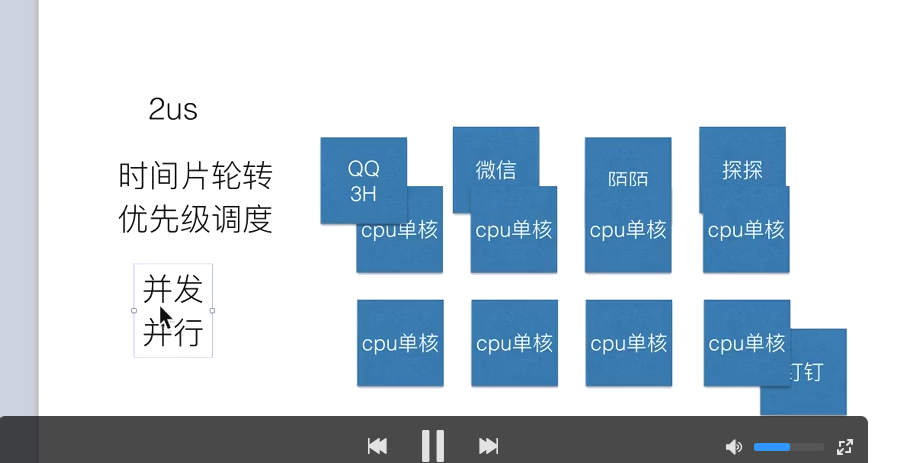 2us
时间片轮转
优先级调度
并发
并行
QQ
3H
微信
陌陌
探探
cpu单核
cpu单核
cpu单核
cpu单核
cpu单核
cpu单核
cpu单核
cpu单核
钉钉